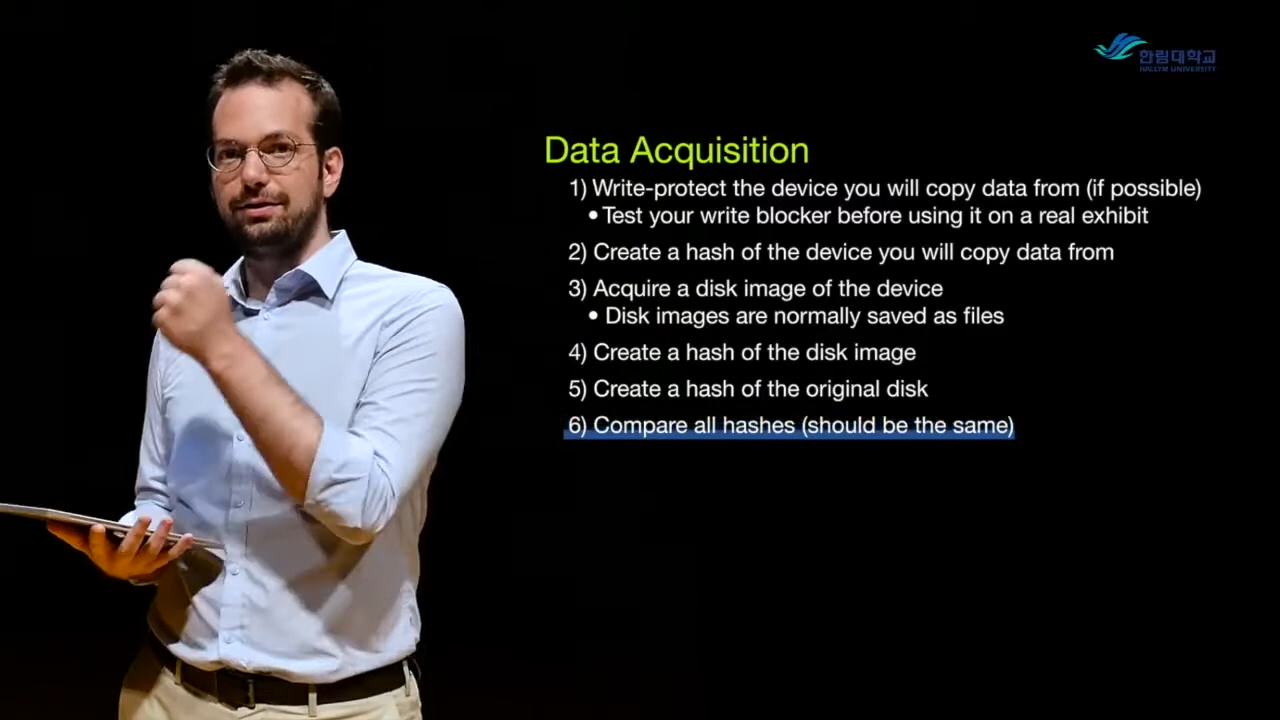 한림대학교
HALLYM UNIVERSITY
Data Acquisition
1) Write-protect the device you will copy data from (if possible)
• Test your write blocker before using it on a real exhibit
2) Create a hash of the device you will copy data from
3) Acquire a disk image of the device
• Disk images are normally saved as files
4) Create a hash of the disk image
5) Create a hash of the original disk
6) Compare all hashes (should be the same)